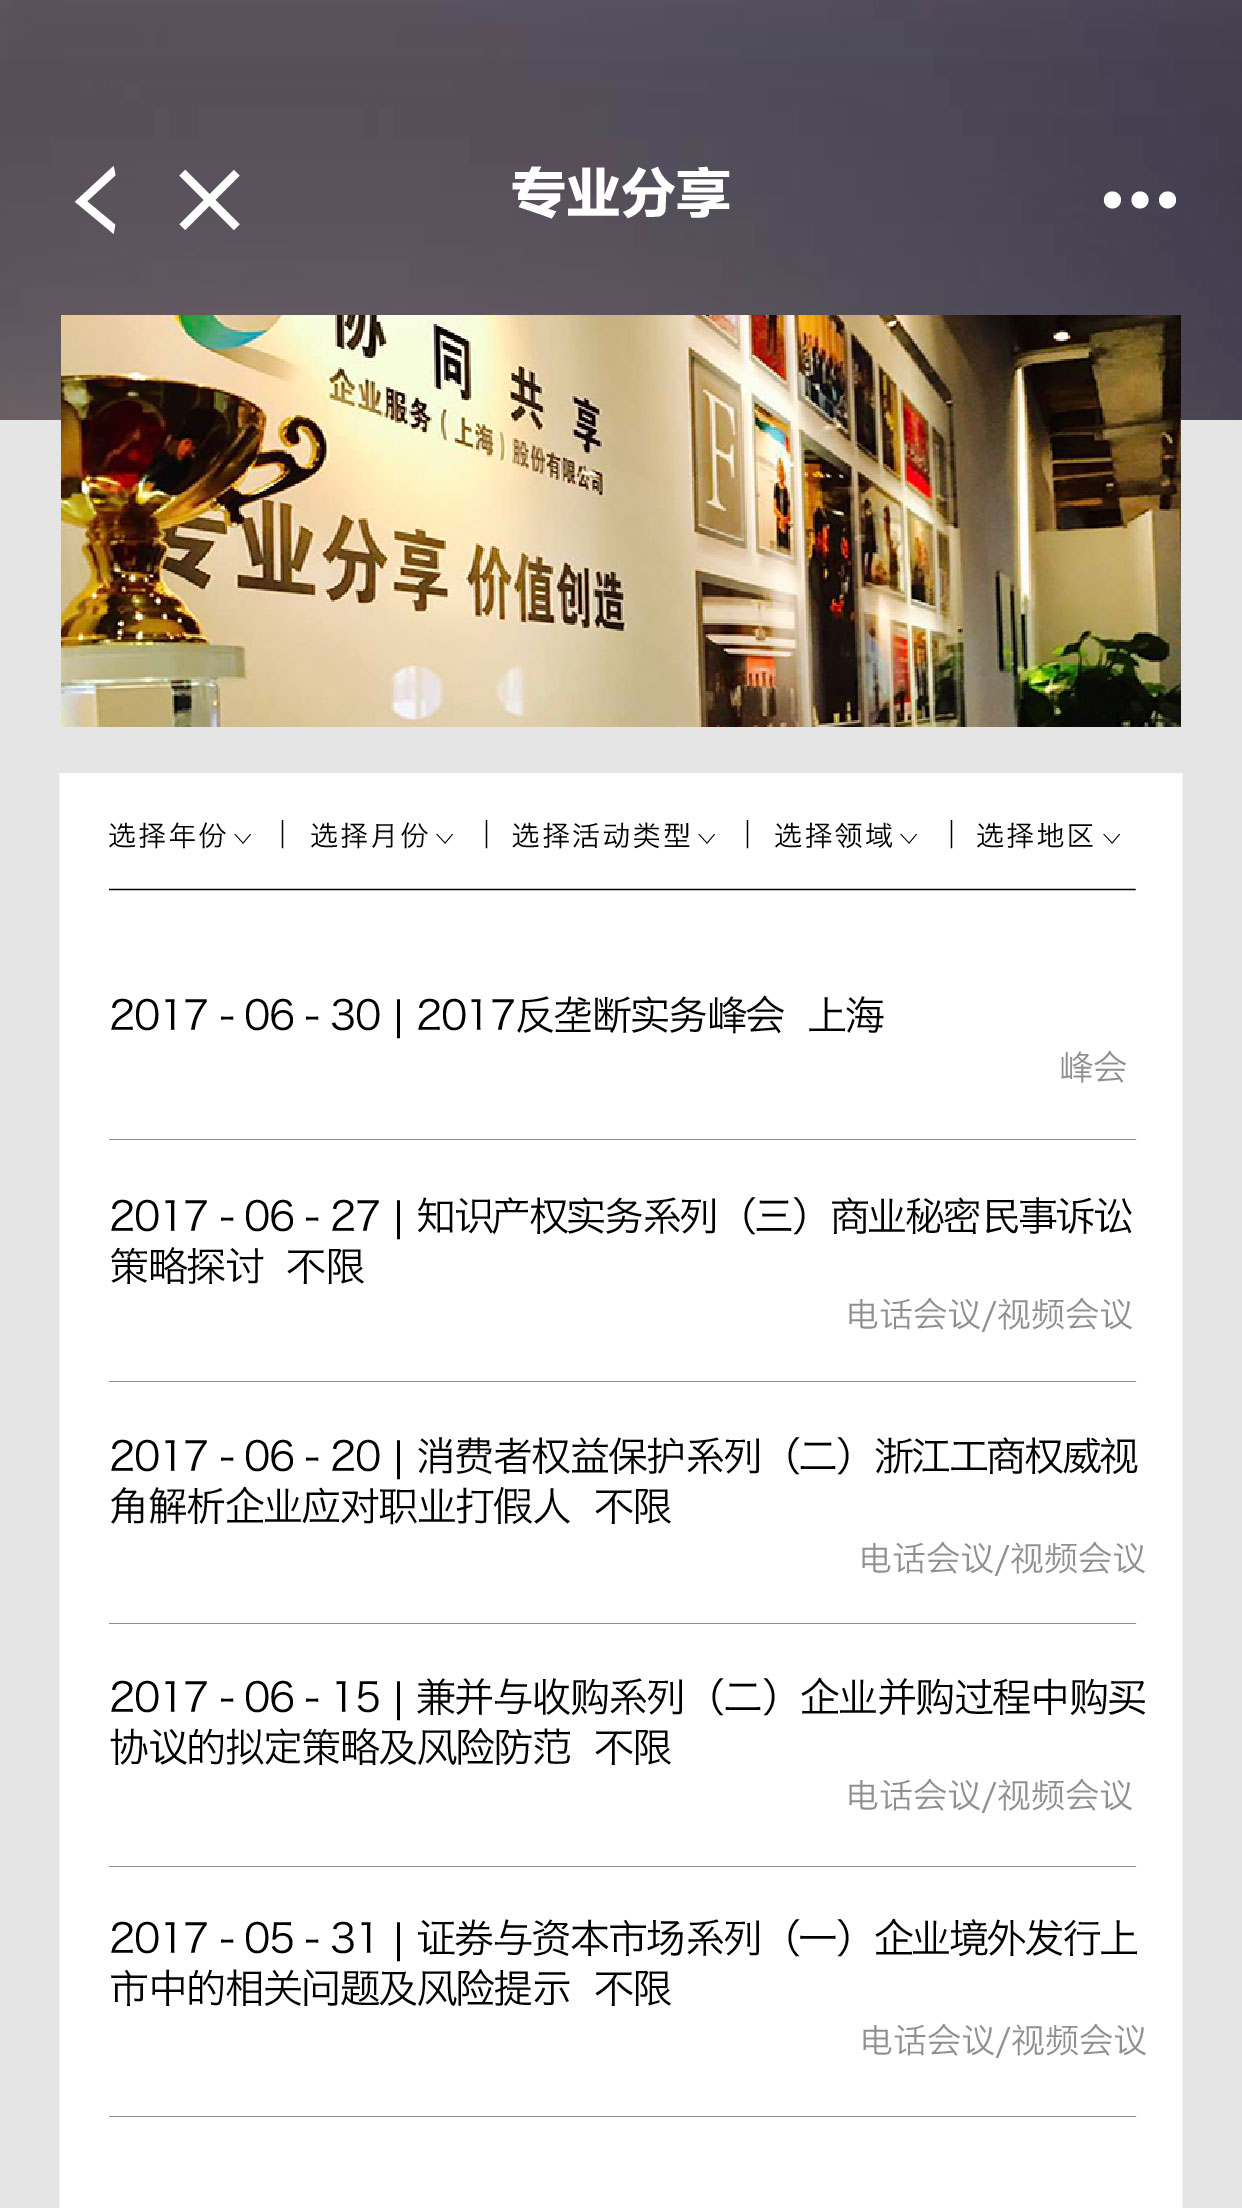 专业分享
协同共享
企业服务（上海）股份有限公司
F
专业分享 价值创造
选择年份 | 选择月份 | 选择活动类型 | 选择领域 | 选择地区
2017 - 06 - 30 | 2017反垄断实务峰会 上海
峰会
2017 - 06 - 27 | 知识产权实务系列（三）商业秘密民事诉讼
策略探讨 不限
电话会议/视频会议
2017 - 06 - 20 | 消费者权益保护系列（二）浙江工商权威视
角解析企业应对职业打假人 不限
电话会议/视频会议
2017 - 06 - 15 | 兼并与收购系列（二）企业并购过程中购买
协议的拟定策略及风险防范 不限
电话会议/视频会议
2017 - 05 - 31 | 证券与资本市场系列（一）企业境外发行上
市中的相关问题及风险提示 不限
电话会议/视频会议